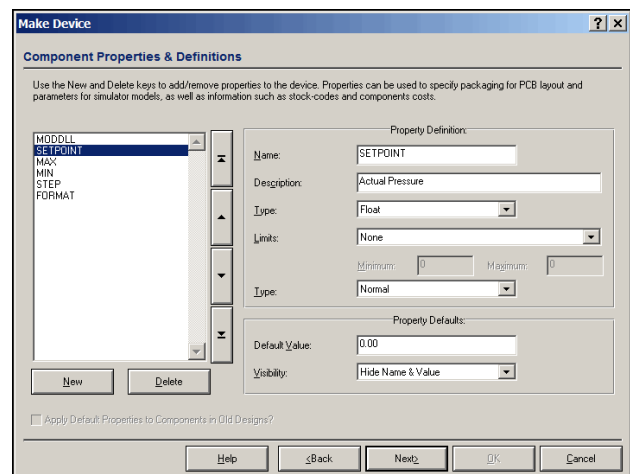 Make Device
Component Properties & Definitions
Use the New and Delete keys to add/remove properties to the device. Properties can be used to specify packaging for PCB layout and
parameters for simulator models, as well as information such as stock-codes and components costs.
MODDLL
SETPOINT
MAX
MIN
STEP
FORMAT
New
Delete
Property Definition:
Name: SETPOINT
Description: Actual Pressure
Type: Float
Limits: None
Minimum: 0 Maximum: 0
Type: Normal
Property Defaults:
Default Value: 0.00
Visibility: Hide Name & Value
Apply Default Properties to Components in Old Designs?
Help <Back Next> OK Cancel